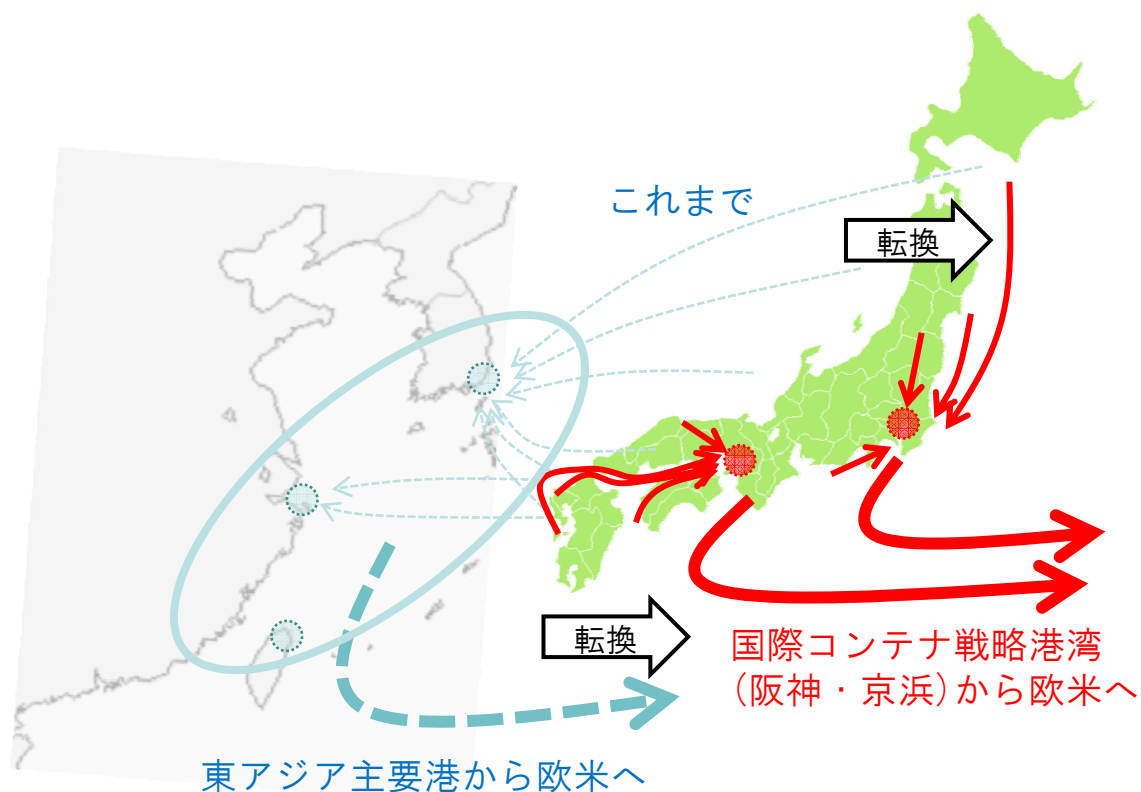 これまで
転換
転換
国際コンテナ戦略港湾
(阪神・京浜)から欧米へ
東アジア主要港から欧米へ